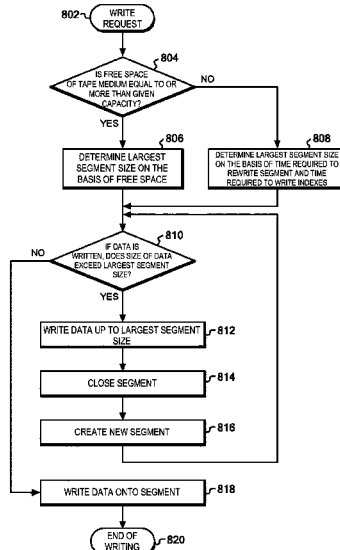 802
WRITE
REQUEST
804
IS FREE SPACE
OF TAPE MEDIUM EQUAL TO OR
MORE THAN GIVEN
CAPACITY?
NO
YES
806
DETERMINE LARGEST
SEGMENT SIZE ON THE
BASIS OF FREE SPACE
808
DETERMINE LARGEST SEGMENT SIZE
ON THE BASIS OF TIME REQUIRED TO
REWRITE SEGMENT AND TIME
REQUIRED TO WRITE INDEXES
810
NO
IF DATA IS
WRITTEN, DOES SIZE OF DATA
EXCEED LARGEST SEGMENT
SIZE?
YES
812
WRITE DATA UP TO LARGEST SEGMENT
SIZE
814
CLOSE SEGMENT
816
CREATE NEW SEGMENT
818
WRITE DATA ONTO SEGMENT
END OF
WRITING
820